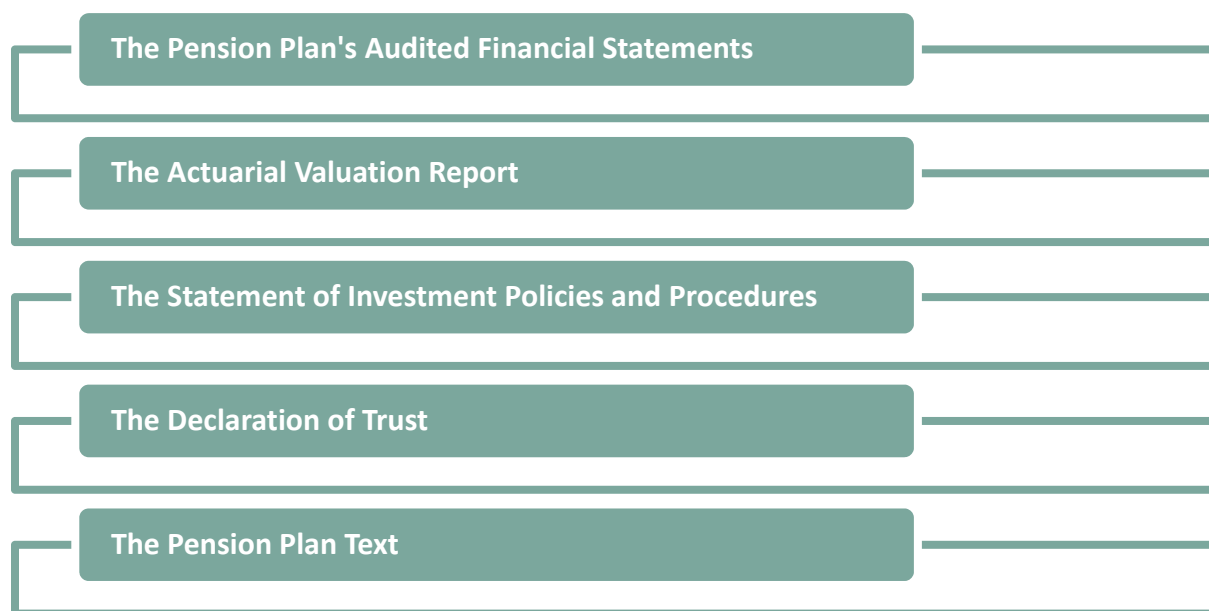 The Pension Plan's Audited Financial Statements
The Actuarial Valuation Report
The Statement of Investment Policies and Procedures
The Declaration of Trust
The Pension Plan Text